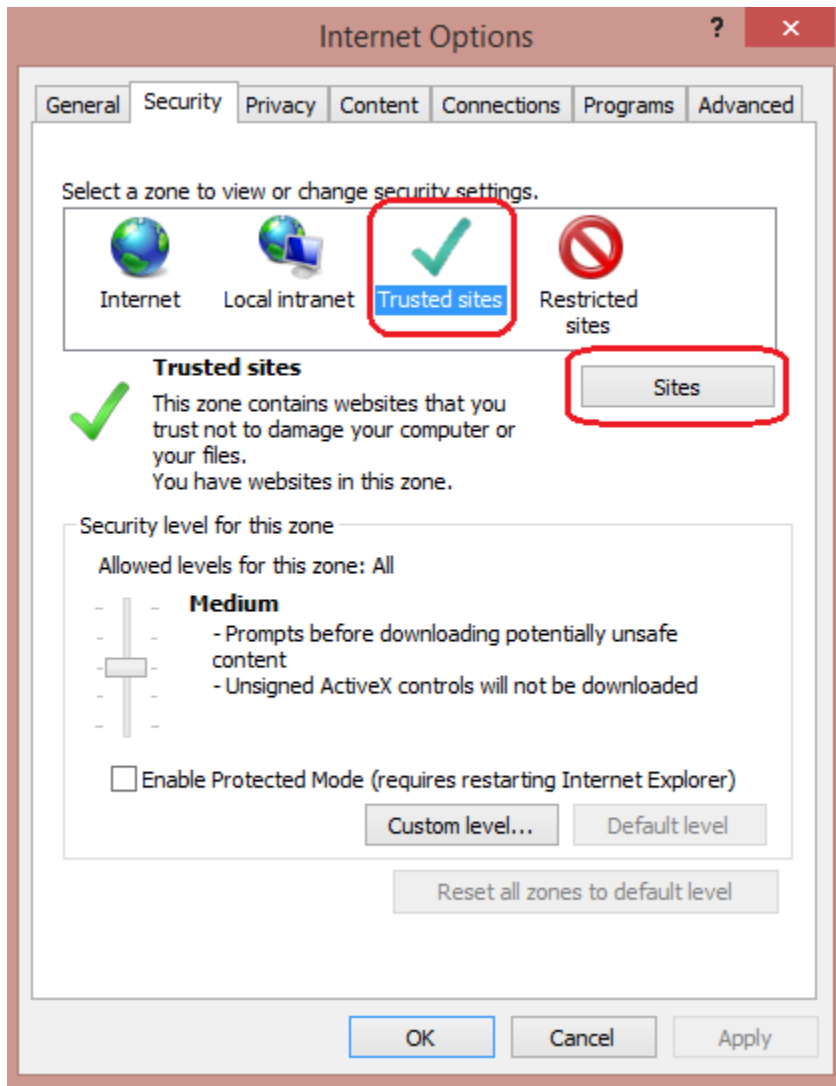 Internet Options
?
General Security Privacy Content Connections Programs Advanced
Select a zone to view or change security settings.
Internet
Local intranet
Trusted sites
Restricted
sites
Trusted sites
Sites
This zone contains websites that you
trust not to damage your computer or
your files.
You have websites in this zone.
Security level for this zone
Allowed levels for this zone: All
Medium
- Prompts before downloading potentially unsafe
content
- Unsigned ActiveX controls will not be downloaded
Enable Protected Mode (requires restarting Internet Explorer)
Custom level...
Default level
Reset all zones to default level
OK
Cancel
Apply